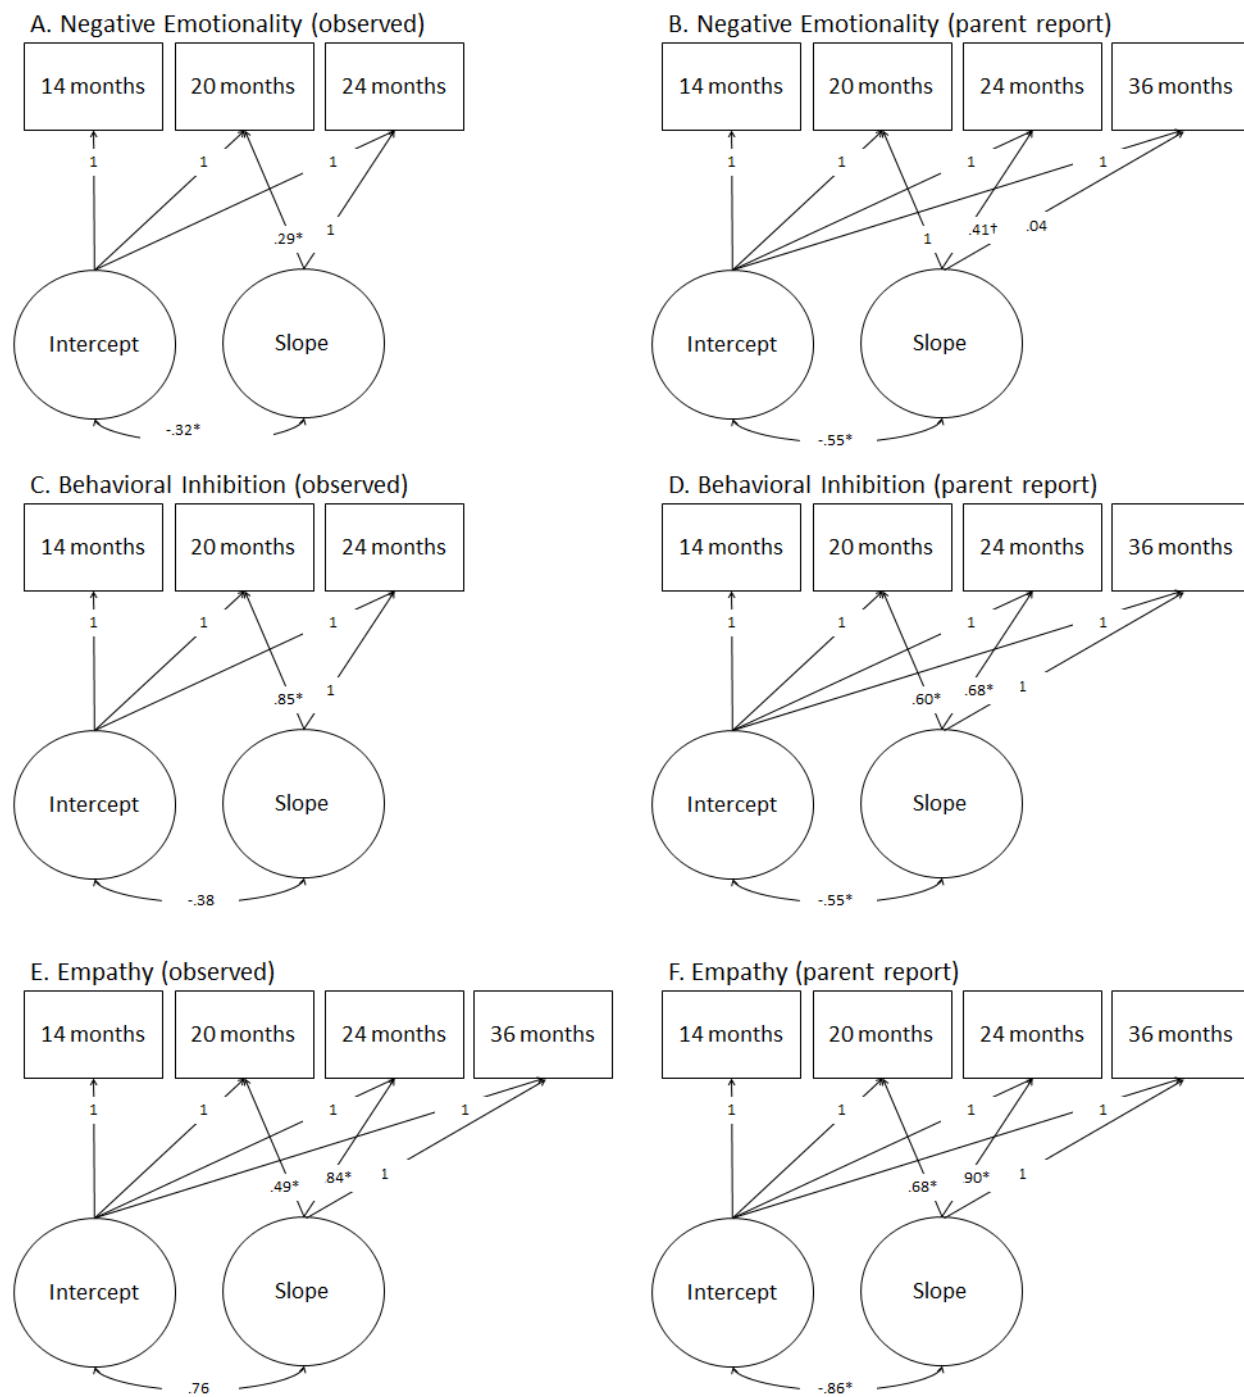 A. Negative Emotionality (observed)
14 months 20 months 24 months
1 1 1
.29* 1
Intercept Slope
-.32*
B. Negative Emotionality (parent report)
14 months 20 months 24 months 36 months
1 1 1 1
1 .41† .04
Intercept Slope
-.55*
C. Behavioral Inhibition (observed)
14 months 20 months 24 months
1 1 1
.85* 1
Intercept Slope
-.38
D. Behavioral Inhibition (parent report)
14 months 20 months 24 months 36 months
1 1 1 1
.60* .68* 1
Intercept Slope
-.55*
E. Empathy (observed)
14 months 20 months 24 months 36 months
1 1 1 1
.49* .84* 1
Intercept Slope
.76
F. Empathy (parent report)
14 months 20 months 24 months 36 months
1 1 1 1
.68* .90* 1
Intercept Slope
-.86*